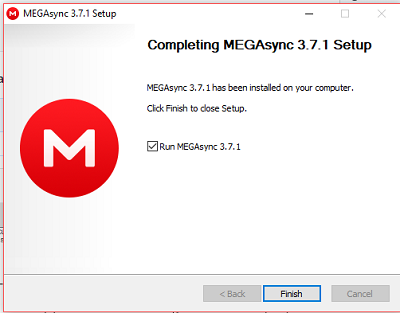 MEGAsync 3.7.1 Setup
Completing MEGAsync 3.7.1 Setup
MEGAsync 3.7.1 has been installed on your computer.
Click Finish to close Setup.
Run MEGAsync 3.7.1
M
< Back
Finish
Cancel